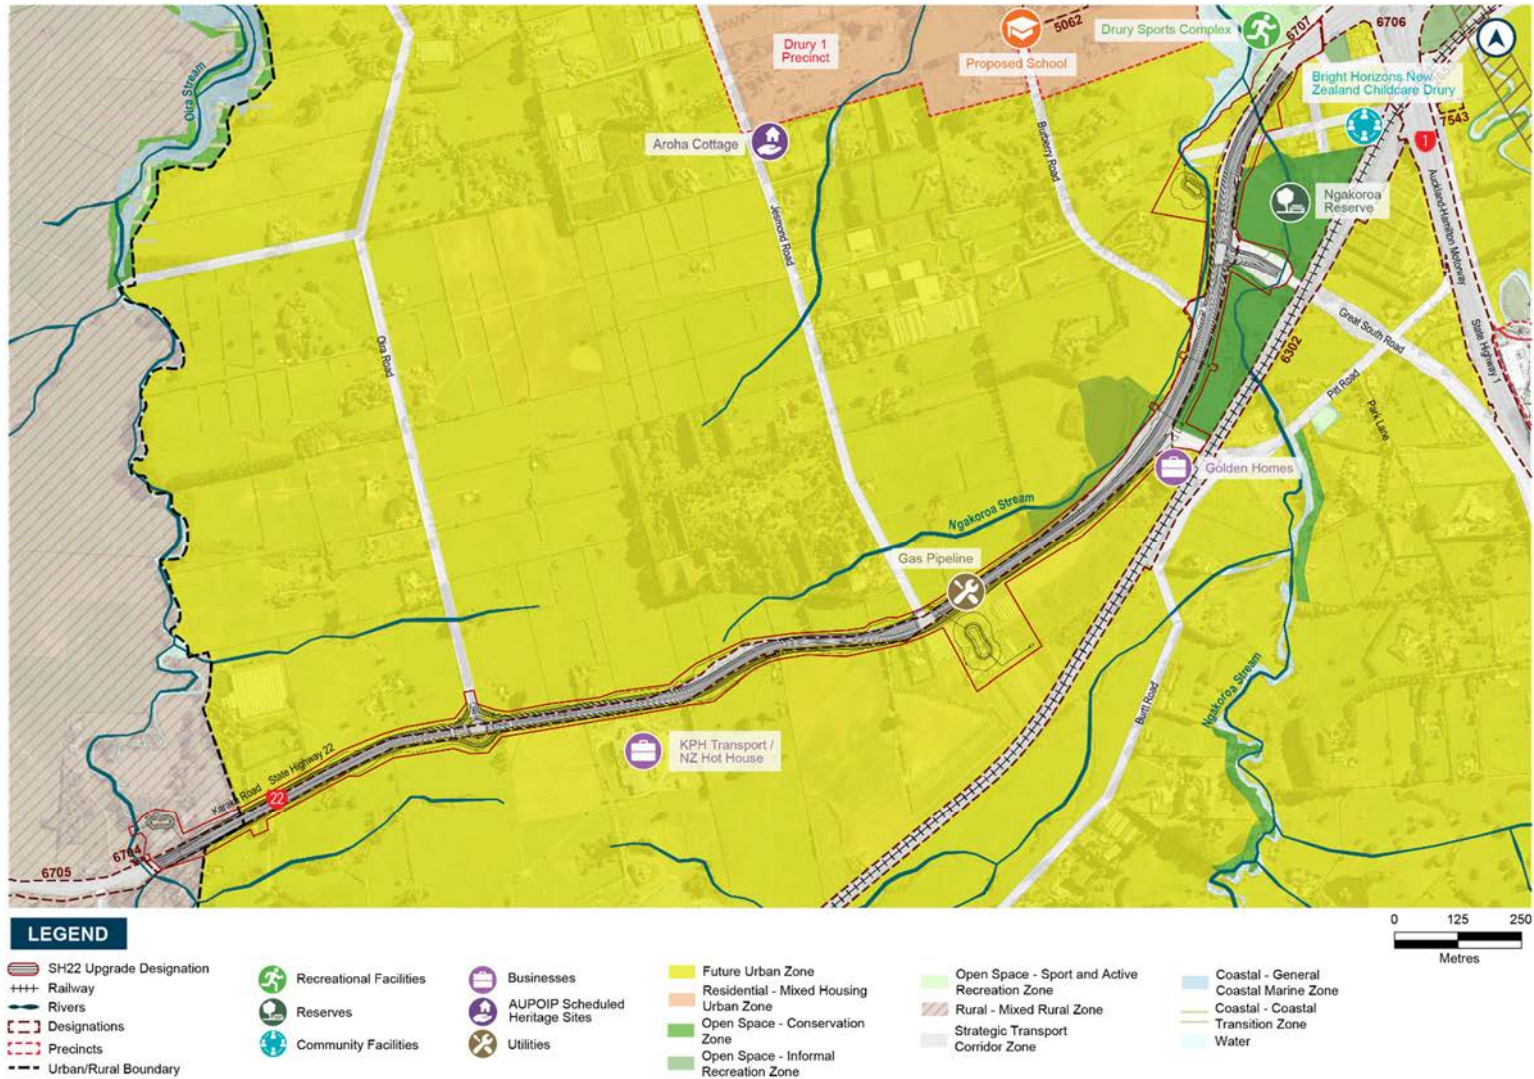 Drury Sports Complex
6707
6706
5062
Drury 1
Precinct
Proposed School
Oira Stream
Bright Horizons New
Zealand Childcare Drury
7543
1
Aroha Cottage
Burberry Road
Ngakoroa
Reserve
Auckland-Hamilton Motorway
State Highway 1
Jesmond Road
Oira Road
Great South Road
6302
Pitt Road
Park Lane
Golden Homes
Ngakoroa Stream
Gas Pipeline
Burtt Road
Ngakoroa Stream
KPH Transport /
NZ Hot House
Karaka Road State Highway 22
22
6704
6705
LEGEND
SH22 Upgrade Designation
Railway
Rivers
Designations
Precincts
Urban/Rural Boundary
Recreational Facilities
Reserves
Community Facilities
Businesses
AUPOIP Scheduled
Heritage Sites
Utilities
Future Urban Zone
Residential - Mixed Housing
Urban Zone
Open Space - Conservation
Zone
Open Space - Informal
Recreation Zone
Open Space - Sport and Active
Recreation Zone
Rural - Mixed Rural Zone
Strategic Transport
Corridor Zone
Coastal - General
Coastal Marine Zone
Coastal - Coastal
Transition Zone
Water
0 125 250
Metres